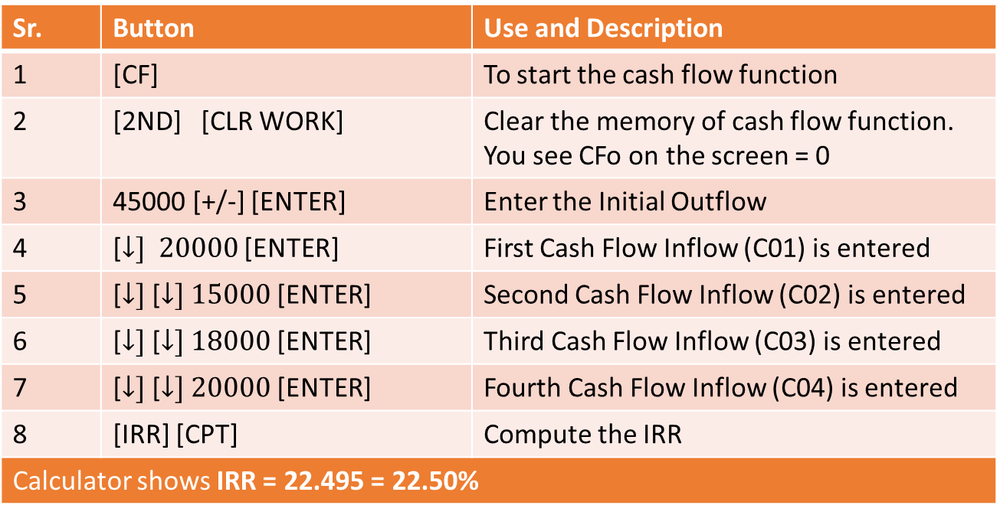 Sr. Button Use and Description
1 [CF] To start the cash flow function
2 [2ND] [CLR WORK] Clear the memory of cash flow function.
You see CFo on the screen = 0
3 45000 [+/-] [ENTER] Enter the Initial Outflow
4 [↓] 20000 [ENTER] First Cash Flow Inflow (C01) is entered
5 [↓] [↓] 15000 [ENTER] Second Cash Flow Inflow (C02) is entered
6 [↓] [↓] 18000 [ENTER] Third Cash Flow Inflow (C03) is entered
7 [↓] [↓] 20000 [ENTER] Fourth Cash Flow Inflow (C04) is entered
8 [IRR] [CPT] Compute the IRR
Calculator shows IRR = 22.495 = 22.50%